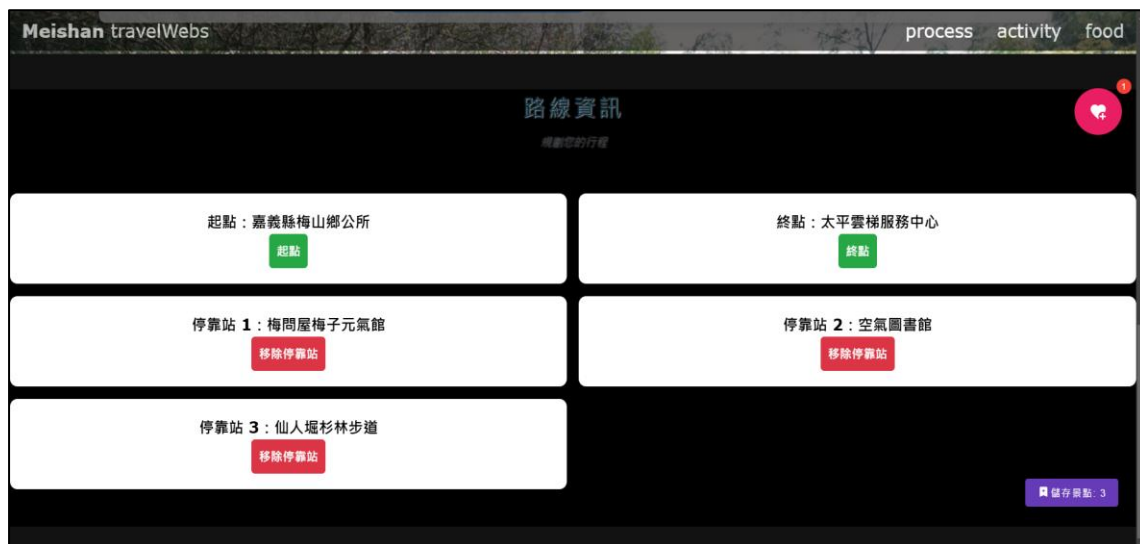 Meishan travelWebs
process activity food
1
路線資訊
規劃您的行程
起點：嘉義縣梅山鄉公所
起點
終點：太平雲梯服務中心
終點
停靠站 1：梅問屋梅子元氣館
移除停靠站
停靠站 2：空氣圖書館
移除停靠站
停靠站 3：仙人堀杉林步道
移除停靠站
儲存景點: 3